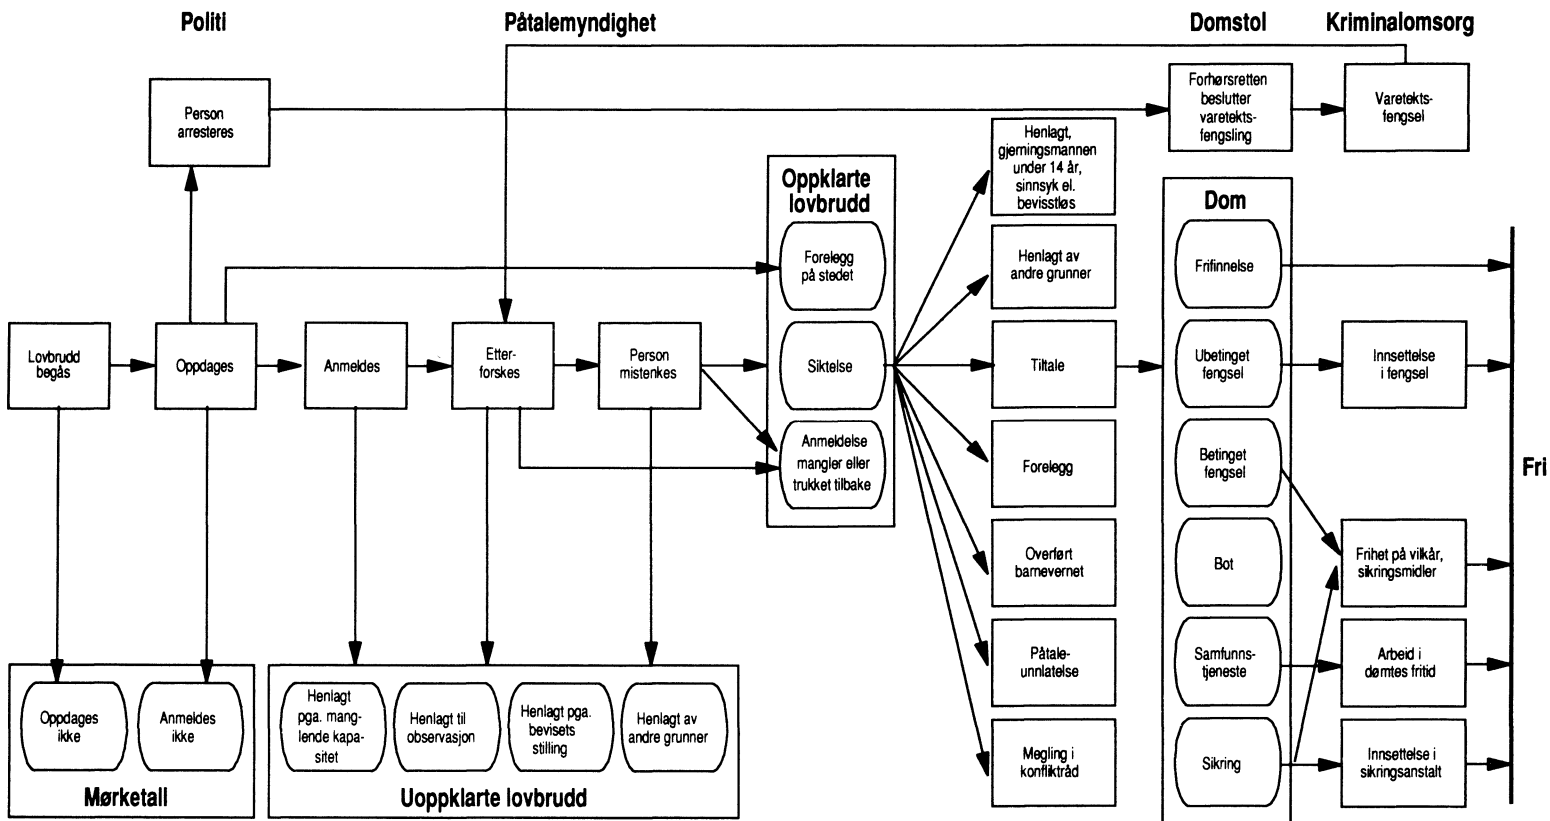 Politi
Påtalemyndighet
Domstol
Kriminalomsorg
Person
arresteres
Forhørsretten
beslutter
varetekts-
fengsling
Varetekts-
fengsel
Henlagt,
gjerningsmannen
under 14 år,
sinnsyk el.
bevisstløs
Oppklarte
lovbrudd
Dom
Forelegg
på stedet
Henlagt av
andre grunner
Frifinnelse
Lovbrudd
begås
Oppdages
Anmeldes
Etter-
forskes
Person
mistenkes
Siktelse
Tiltale
Ubetinget
fengsel
Innsettelse
i fengsel
Anmeldelse
mangler eller
trukket tilbake
Forelegg
Betinget
fengsel
Fri
Overført
barnevernet
Bot
Frihet på vilkår,
sikringsmidler
Påtale-
unnlatelse
Samfunns-
tjeneste
Arbeid i
dømtes fritid
Oppdages
ikke
Anmeldes
ikke
Henlagt
pga. mang-
lende kapa-
sitet
Henlagt til
observasjon
Henlagt pga.
bevisets
stilling
Henlagt av
andre grunner
Megling i
konfliktråd
Sikring
Innsettelse i
sikringsanstalt
Mørketall
Uoppklarte lovbrudd